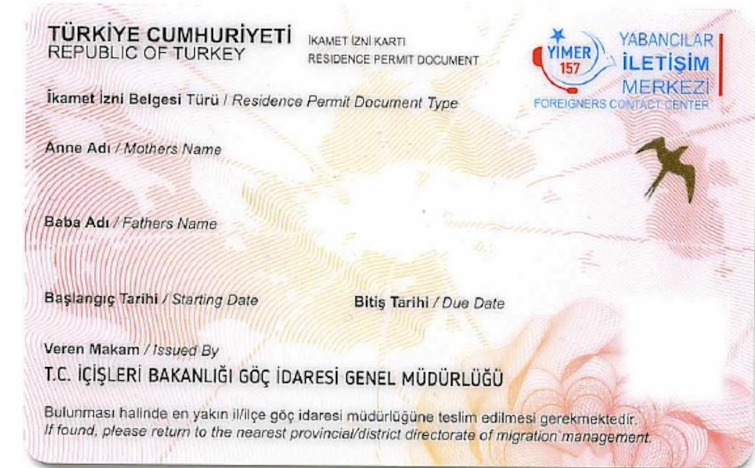 TÜRKİYE CUMHURİYETİ
REPUBLIC OF TURKEY
İKAMET İZNİ KARTI
RESIDENCE PERMIT DOCUMENT
YİMER
157
YABANCILAR
İLETİŞİM
MERKEZİ
FOREIGNERS CONTACT CENTER
İkamet İzni Belgesi Türü / Residence Permit Document Type
Anne Adı / Mothers Name
Baba Adı / Fathers Name
Başlangıç Tarihi / Starting Date
Bitiş Tarihi / Due Date
Veren Makam / Issued By
T.C. İÇİŞLERİ BAKANLIĞI GÖÇ İDARESİ GENEL MÜDÜRLÜĞÜ
Bulunması halinde en yakın il/ilçe göç idaresi müdürlüğüne teslim edilmesi gerekmektedir.
If found, please return to the nearest provincial/district directorate of migration management.